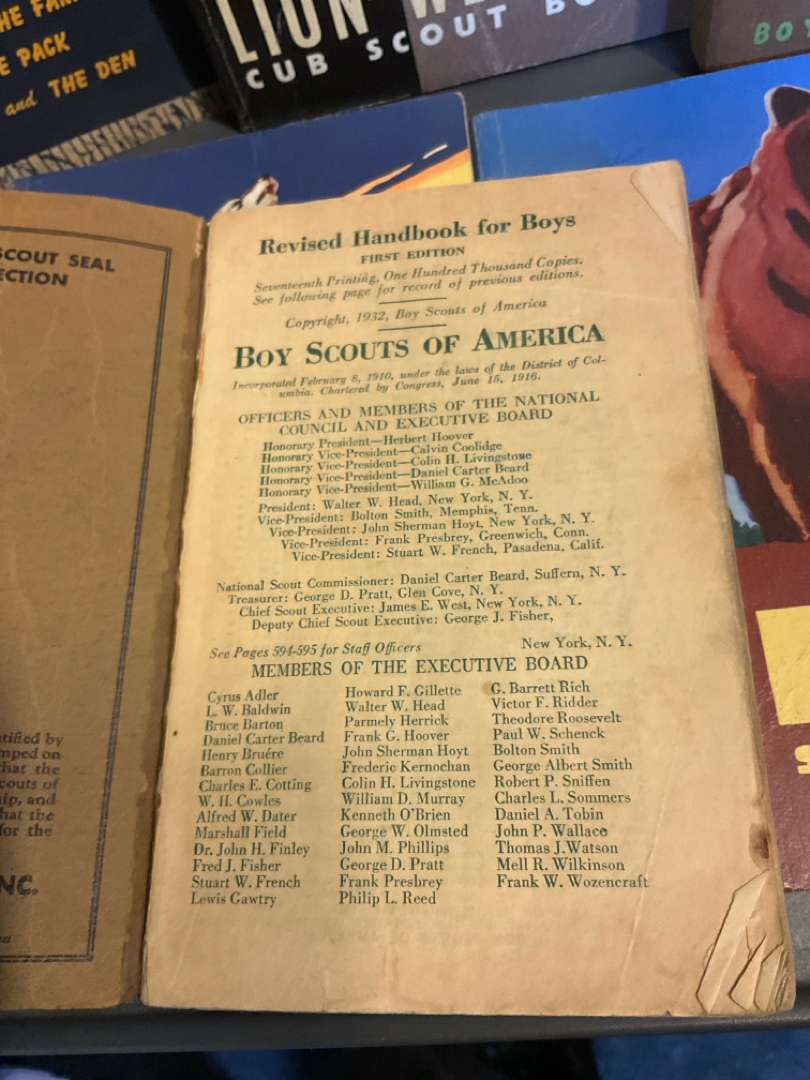 HE FAM
E PACK
and THE DEN
LION
CUB SCOUT BO
BOY
SCOUT SEAL
ECTION
tified by
mped on
hat the
couts of
ip, and
hat the
for the
NC.
Revised Handbook for Boys
FIRST EDITION
Seventeenth Printing, One Hundred Thousand Copies.
See following page for record of previous editions.
Copyright, 1932, Boy Scouts of America
BOY SCOUTS OF AMERICA
Incorporated February 8, 1910, under the laws of the District of Col-
umbia. Chartered by Congress, June 15, 1916.
OFFICERS AND MEMBERS OF THE NATIONAL
COUNCIL AND EXECUTIVE BOARD
Honorary President—Herbert Hoover
Honorary Vice-President—Calvin Coolidge
Honorary Vice-President—Colin H. Livingstone
Honorary Vice-President—Daniel Carter Beard
Honorary Vice-President—William G. McAdoo
President: Walter W. Head, New York, N. Y.
Vice-President: Bolton Smith, Memphis, Tenn.
Vice-President: John Sherman Hoyt, New York, N. Y.
Vice-President: Frank Presbrey, Greenwich, Conn.
Vice-President: Stuart W. French, Pasadena, Calif.
National Scout Commissioner: Daniel Carter Beard, Suffern, N. Y.
Treasurer: George D. Pratt, Glen Cove, N. Y.
Chief Scout Executive: James E. West, New York, N. Y.
Deputy Chief Scout Executive: George J. Fisher,
New York, N. Y.
See Pages 594-595 for Staff Officers
MEMBERS OF THE EXECUTIVE BOARD
Cyrus Adler
L. W. Baldwin
Bruce Barton
Daniel Carter Beard
Henry Bruére
Barron Collier
Charles E. Cotting
W. H. Cowles
Alfred W. Dater
Marshall Field
Dr. John H. Finley
Fred J. Fisher
Stuart W. French
Lewis Gawtry
Howard F. Gillette
Walter W. Head
Parmely Herrick
Frank G. Hoover
John Sherman Hoyt
Frederic Kernochan
Colin H. Livingstone
William D. Murray
Kenneth O'Brien
George W. Olmsted
John M. Phillips
George D. Pratt
Frank Presbrey
Philip L. Reed
G. Barrett Rich
Victor F. Ridder
Theodore Roosevelt
Paul W. Schenck
Bolton Smith
George Albert Smith
Robert P. Sniffen
Charles L. Sommers
Daniel A. Tobin
John P. Wallace
Thomas J.Watson
Mell R. Wilkinson
Frank W. Wozencraft